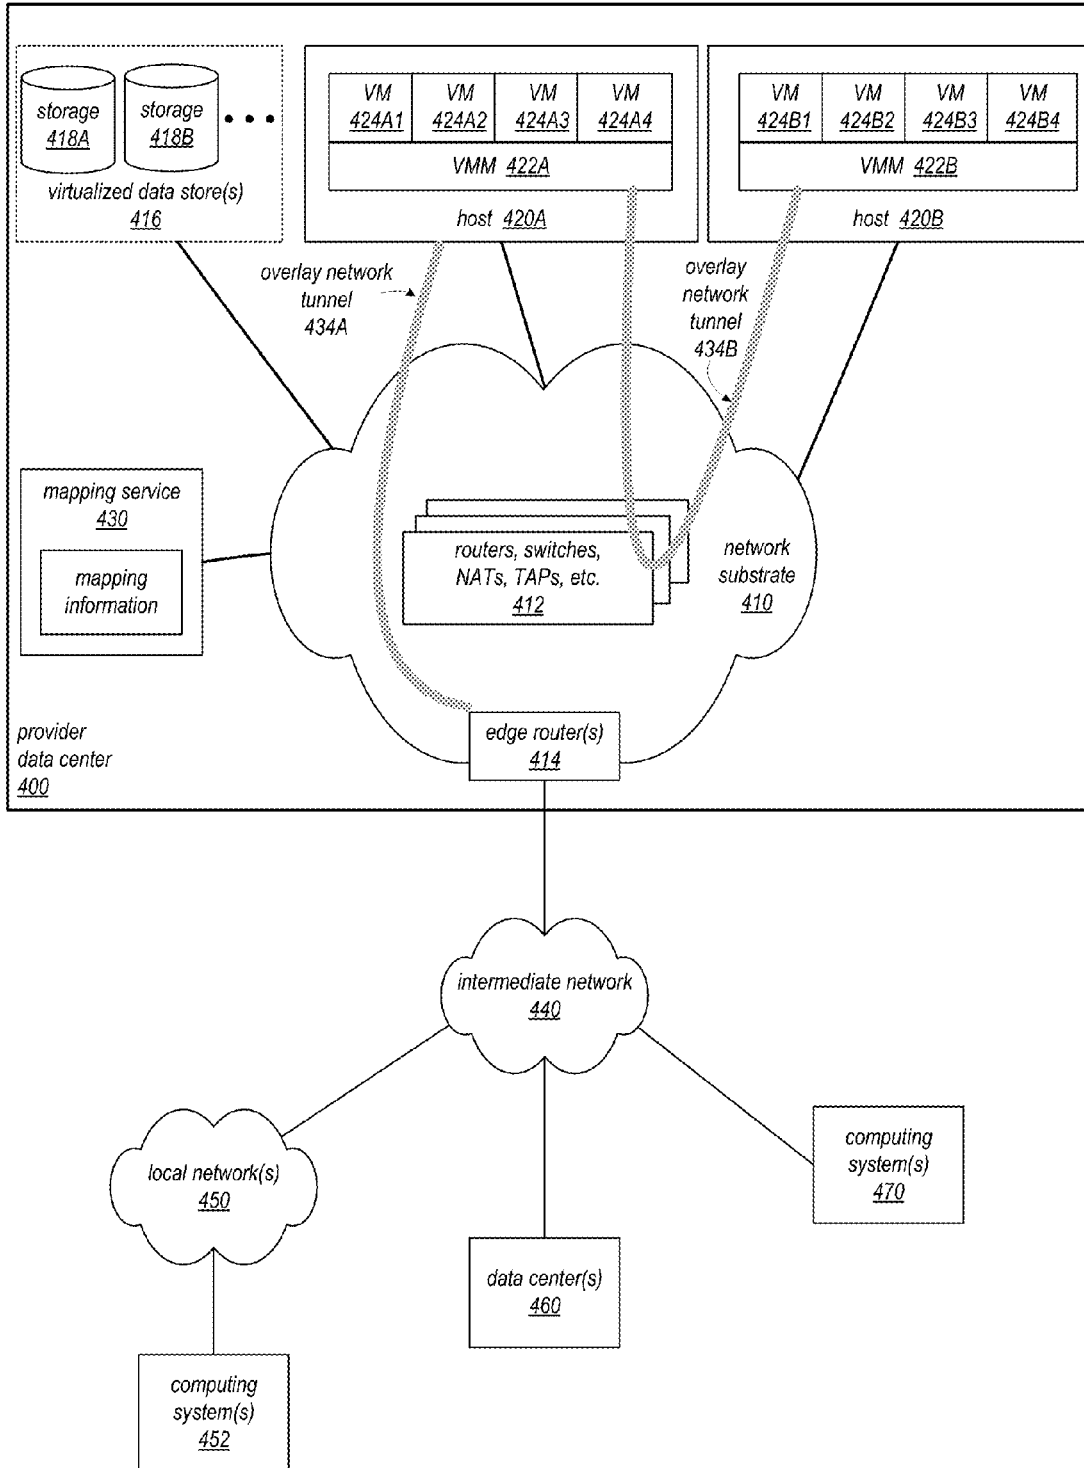 storage
418A
storage
418B
virtualized data store(s)
416
VM
424A1
VM
424A2
VM
424A3
VM
424A4
VMM 422A
host 420A
VM
424B1
VM
424B2
VM
424B3
VM
424B4
VMM 422B
host 420B
overlay network
tunnel
434A
overlay
network
tunnel
434B
mapping service
430
mapping
information
routers, switches,
NATs, TAPs, etc.
412
network
substrate
410
edge router(s)
414
provider
data center
400
intermediate network
440
local network(s)
450
computing
system(s)
470
data center(s)
460
computing
system(s)
452